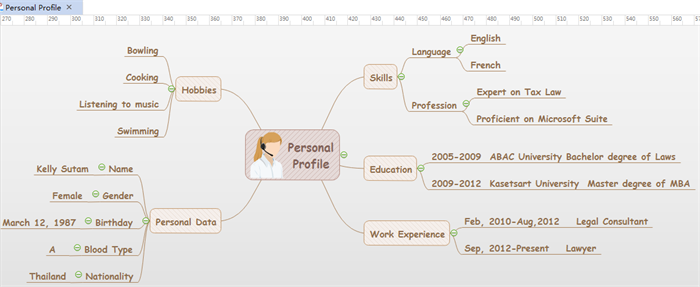 Personal Profile ×
270 280 290 300 310 320 330 340 350 360 370 380 390 400 410 420 430 440 450 460 470 480 490 500 510 520 530 540 550 560
Bowling
Cooking
Listening to music
Swimming
Hobbies
Kelly Sutam Name
Female Gender
March 12, 1987 Birthday
A Blood Type
Thailand Nationality
Personal Data
Personal
Profile
Skills
Language
English
French
Profession
Expert on Tax Law
Proficient on Microsoft Suite
Education
2005-2009 ABAC University Bachelor degree of Laws
2009-2012 Kasetsart University Master degree of MBA
Work Experience
Feb, 2010-Aug,2012 Legal Consultant
Sep, 2012-Present Lawyer